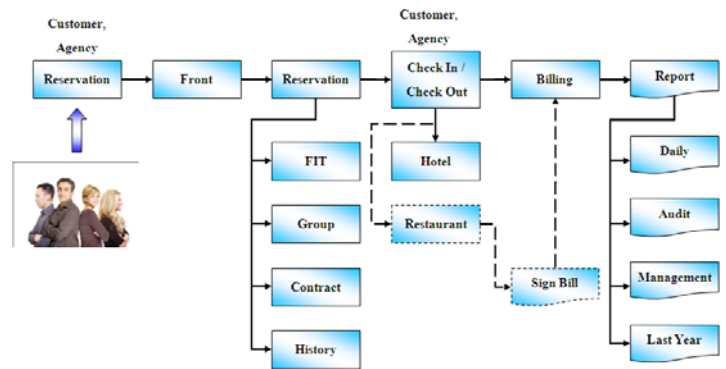 Customer,
Agency
Reservation
Front
Reservation
Customer,
Agency
Check In /
Check Out
Billing
Report
FIT
Group
Contract
History
Hotel
Restaurant
Sign Bill
Daily
Audit
Management
Last Year